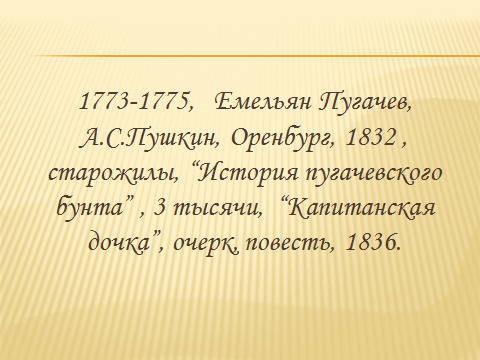 1773-1775, Емельян Пугачев,
А.С.Пушкин, Оренбург, 1832 ,
старожилы, “История пугачевского
бунта” , 3 тысячи, “Капитанская
дочка”, очерк, повесть, 1836.